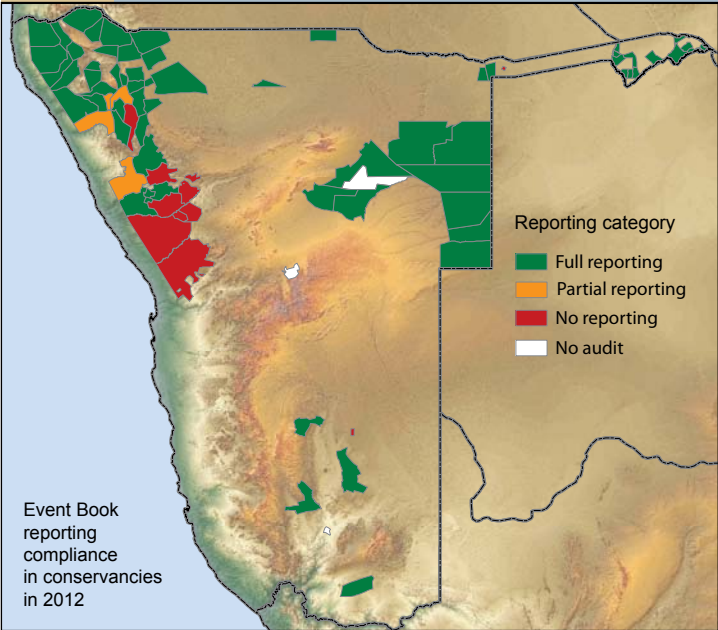 Reporting category
Full reporting
Partial reporting
No reporting
No audit
Event Book
reporting
compliance
in conservancies
in 2012